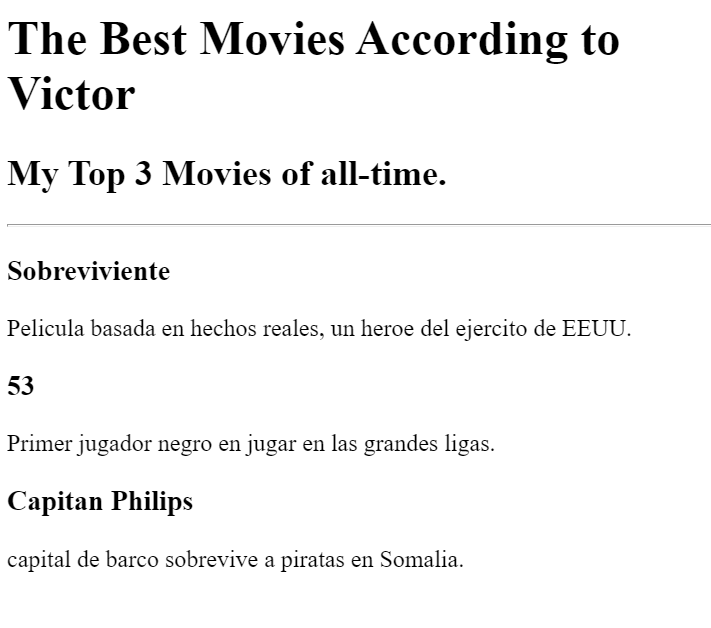 The Best Movies According to
Victor
My Top 3 Movies of all-time.
Sobreviviente
Pelicula basada en hechos reales, un heroe del ejercito de EEUU.
53
Primer jugador negro en jugar en las grandes ligas.
Capitan Philips
capital de barco sobrevive a piratas en Somalia.